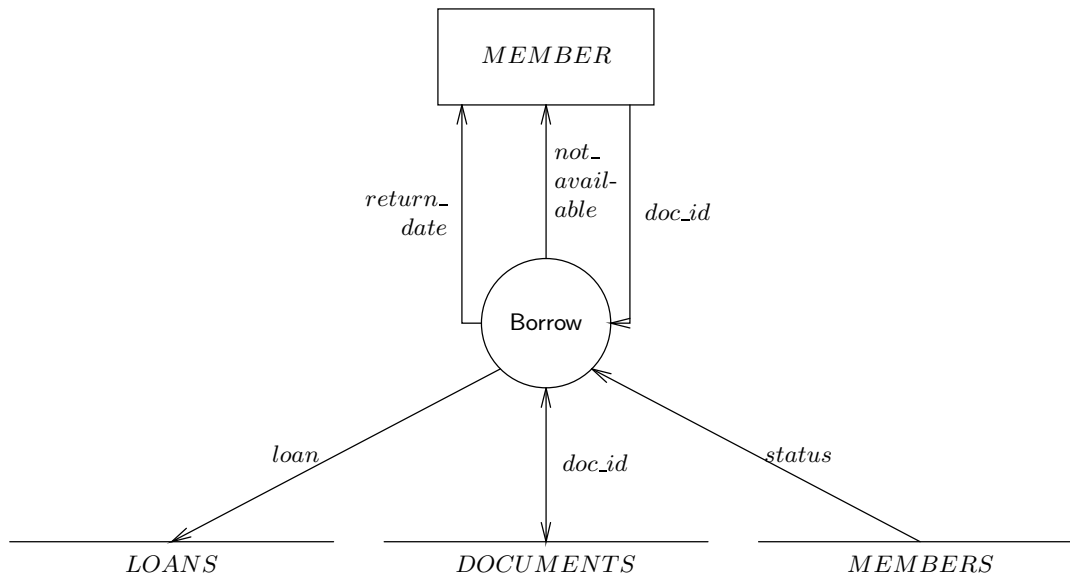 MEMBER
not_
avail-
able
return_
date
doc_id
Borrow
loan
doc_id
status
LOANS
DOCUMENTS
MEMBERS